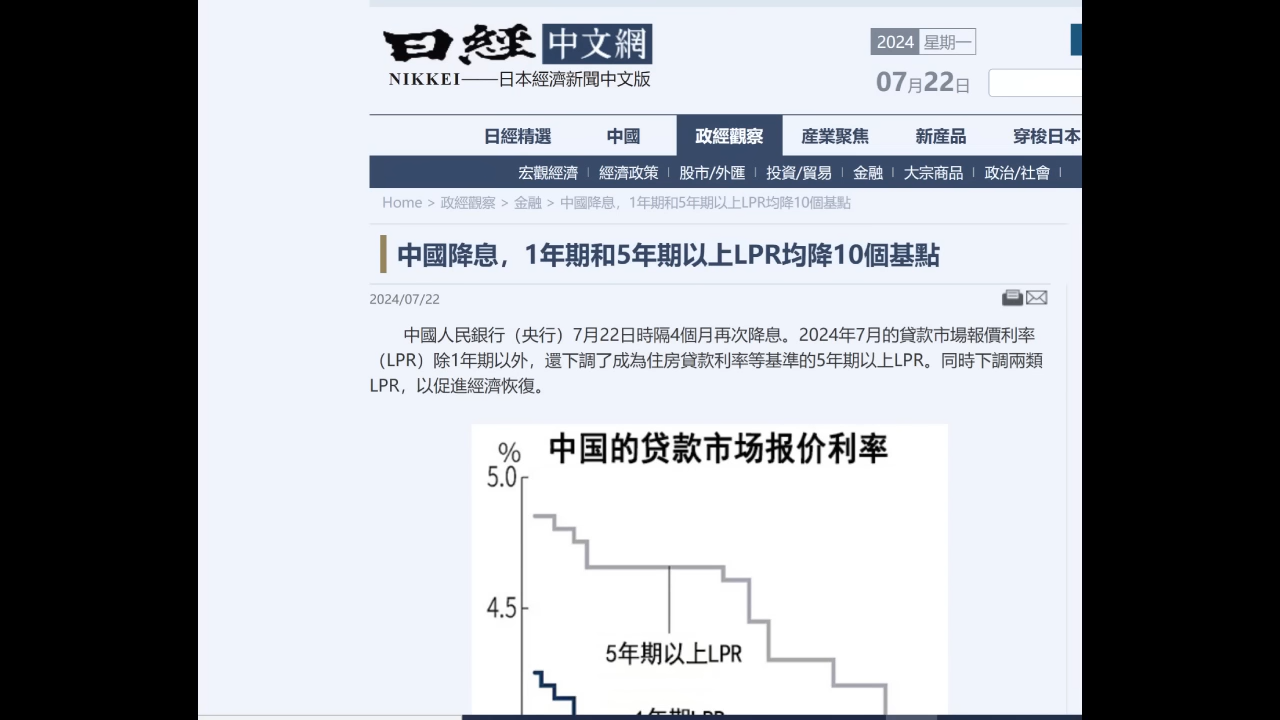 日經中文網
NIKKEI——日本經濟新聞中文版
2024 星期一
07月22日
日經精選 中國 政經觀察 産業聚焦 新産品 穿梭日本
宏觀經濟 | 經濟政策 | 股市/外匯 | 投資/貿易 | 金融 | 大宗商品 | 政治/社會 |
Home > 政經觀察 > 金融 > 中國降息，1年期和5年期以上LPR均降10個基點
中國降息，1年期和5年期以上LPR均降10個基點
2024/07/22
中國人民銀行（央行）7月22日時隔4個月再次降息。2024年7月的貸款市場報價利率
（LPR）除1年期以外，還下調了成為住房貸款利率等基準的5年期以上LPR。同時下調兩類
LPR，以促進經濟恢復。
中国的贷款市场报价利率
%
5.0
4.5
5年期以上LPR
1年期LPR